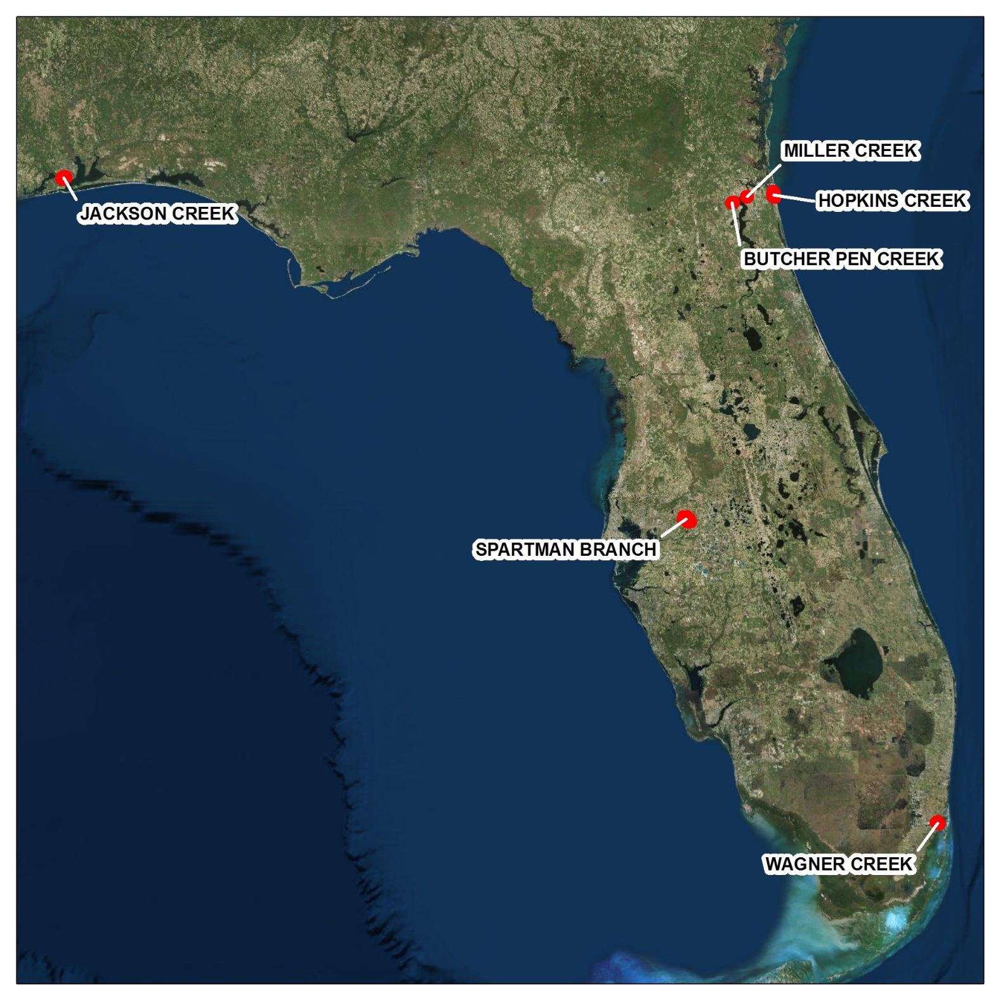 MILLER CREEK
HOPKINS CREEK
JACKSON CREEK
BUTCHER PEN CREEK
SPARTMAN BRANCH
WAGNER CREEK